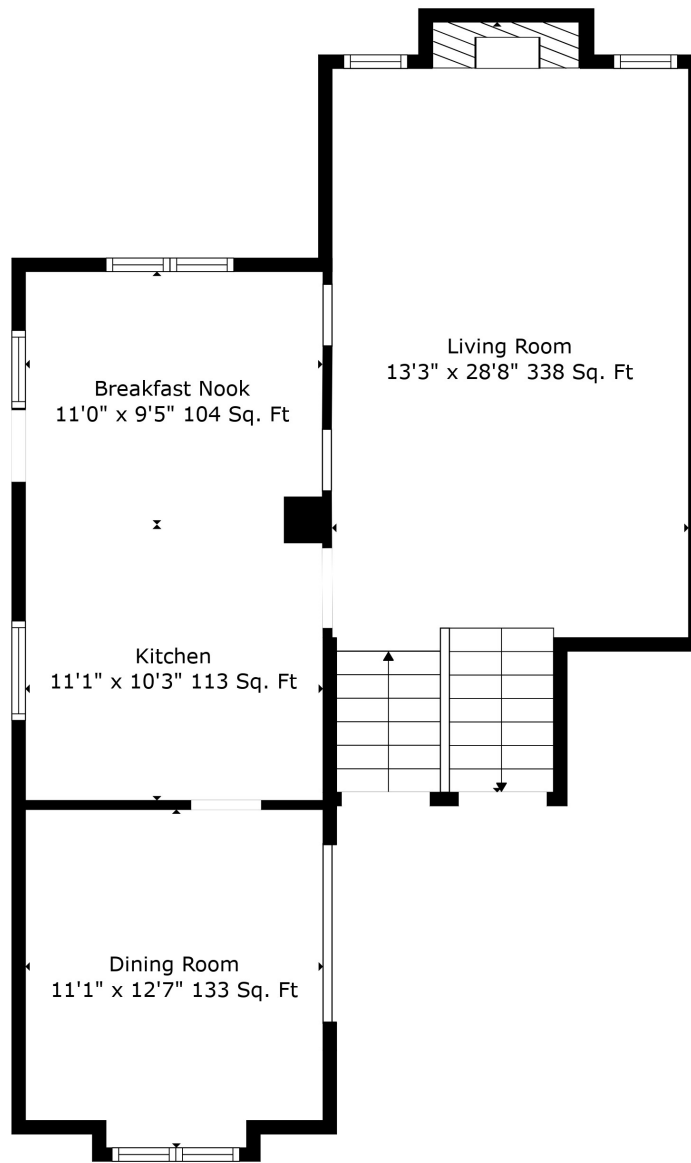 Living Room
13'3" x 28'8" 338 Sq. Ft
Breakfast Nook
11'0" x 9'5" 104 Sq. Ft
Kitchen
11'1" x 10'3" 113 Sq. Ft
Dining Room
11'1" x 12'7" 133 Sq. Ft